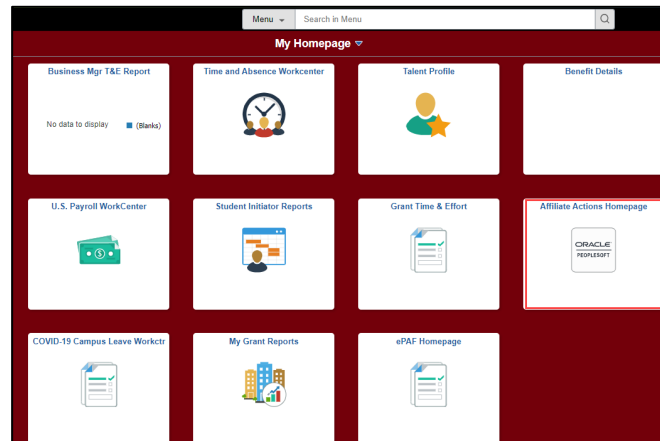 Menu
Search in Menu
My Homepage
Business Mgr T&E Report
Time and Absence Workcenter
Talent Profile
Benefit Details
No data to display
(Blanks)
U.S. Payroll WorkCenter
Student Initiator Reports
Grant Time & Effort
Affiliate Actions Homepage
ORACLE
PEOPLESOFT
COVID-19 Campus Leave Workctr
My Grant Reports
ePAF Homepage